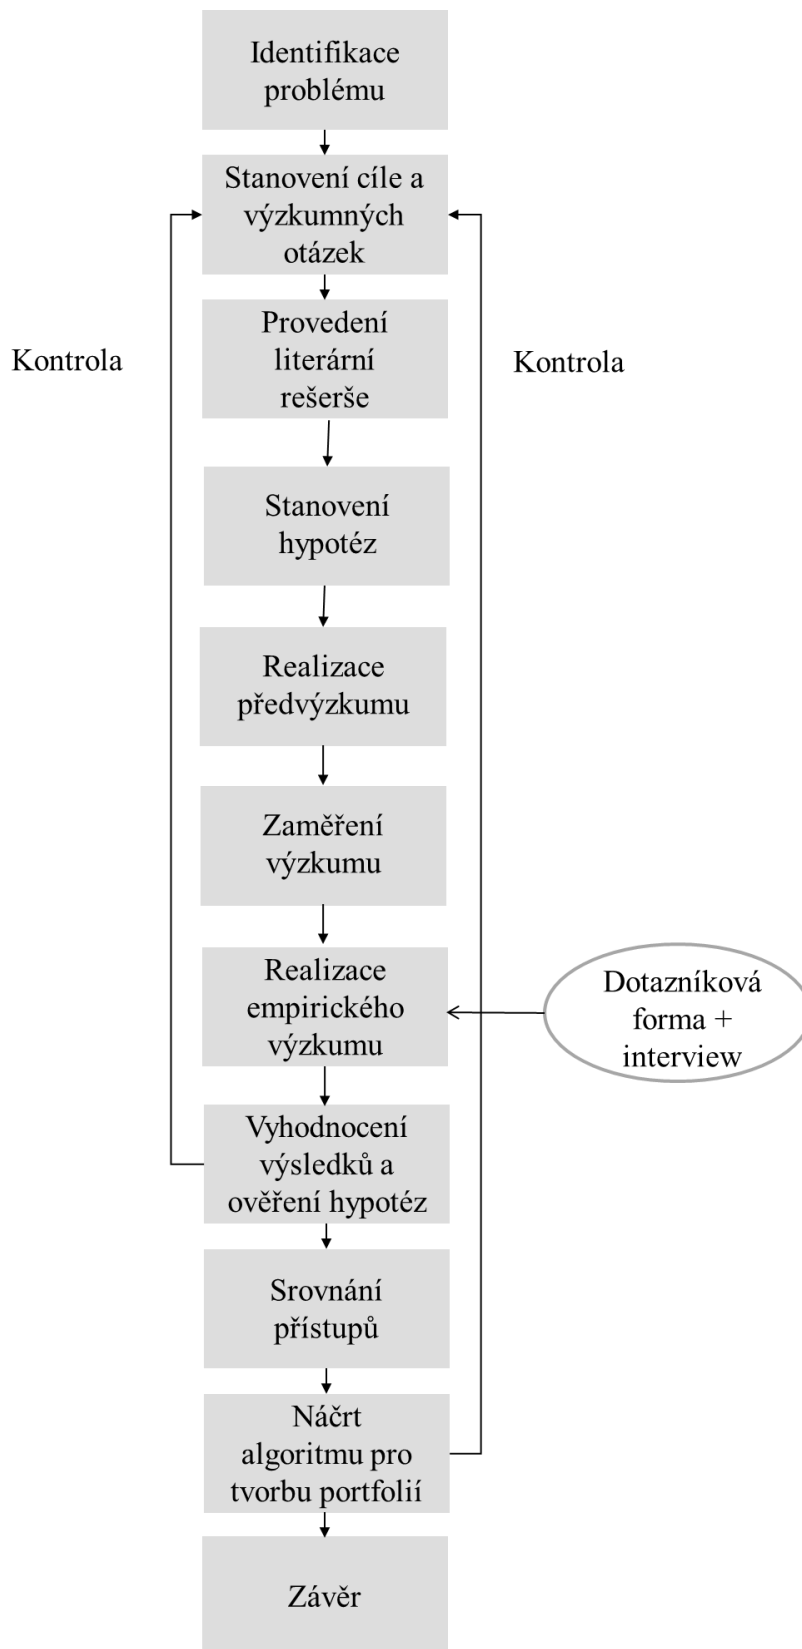 Identifikace
problému
Stanovení cíle a
výzkumných
otázek
Provedení
literární
rešerše
Kontrola
Kontrola
Stanovení
hypotéz
Realizace
předvýzkumu
Zaměření
výzkumu
Realizace
empirického
výzkumu
Dotazníková
forma +
interview
Vyhodnocení
výsledků a
ověření hypotéz
Srovnání
přístupů
Náčrt
algoritmu pro
tvorbu portfolií
Závěr